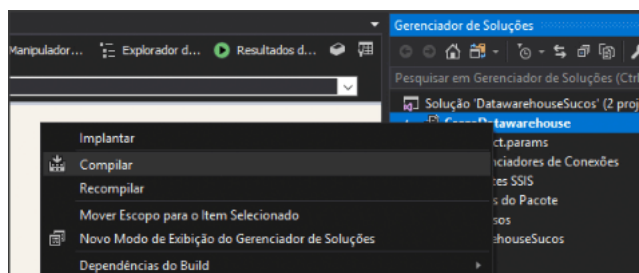 Gerenciador de Soluções
Manipulador... Explorador d... Resultados d...
Pesquisar em Gerenciador de Soluções (Ctrl
Solução 'DatawarehouseSucos' (2 proj
Datawarehouse
ct.params
nciadores de Conexões
es SSIS
s do Pacote
sos
ehouseSucos
Implantar
Compilar
Recompilar
Mover Escopo para o Item Selecionado
Novo Modo de Exibição do Gerenciador de Soluções
Dependências do Build